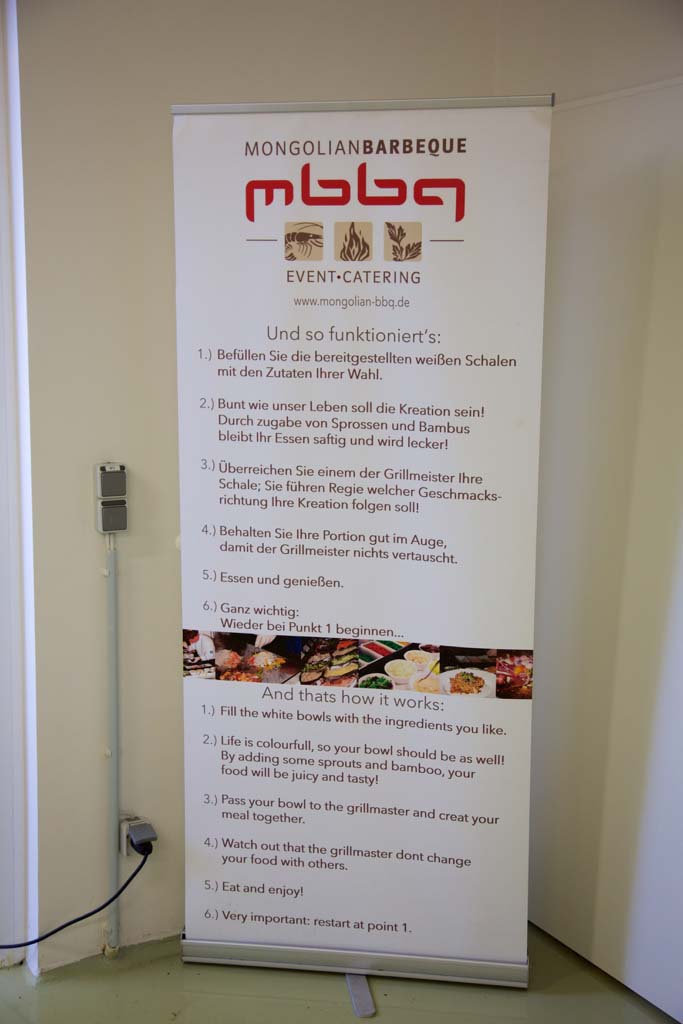 MONGOLIANBARBEQUE
mbbq
EVENT•CATERING
www.mongolian-bbq.de
Und so funktioniert's:
1.) Befüllen Sie die bereitgestellten weißen Schalen
mit den Zutaten Ihrer Wahl.
2.) Bunt wie unser Leben soll die Kreation sein!
Durch zugabe von Sprossen und Bambus
bleibt Ihr Essen saftig und wird lecker!
3.) Überreichen Sie einem der Grillmeister Ihre
Schale; Sie führen Regie welcher Geschmacks-
richtung Ihre Kreation folgen soll!
4.) Behalten Sie Ihre Portion gut im Auge,
damit der Grillmeister nichts vertauscht.
5.) Essen und genießen.
6.) Ganz wichtig:
Wieder bei Punkt 1 beginnen...
And thats how it works:
1.) Fill the white bowls with the ingredients you like.
2.) Life is colourfull, so your bowl should be as well!
By adding some sprouts and bamboo, your
food will be juicy and tasty!
3.) Pass your bowl to the grillmaster and creat your
meal together.
4.) Watch out that the grillmaster dont change
your food with others.
5.) Eat and enjoy!
6.) Very important: restart at point 1.